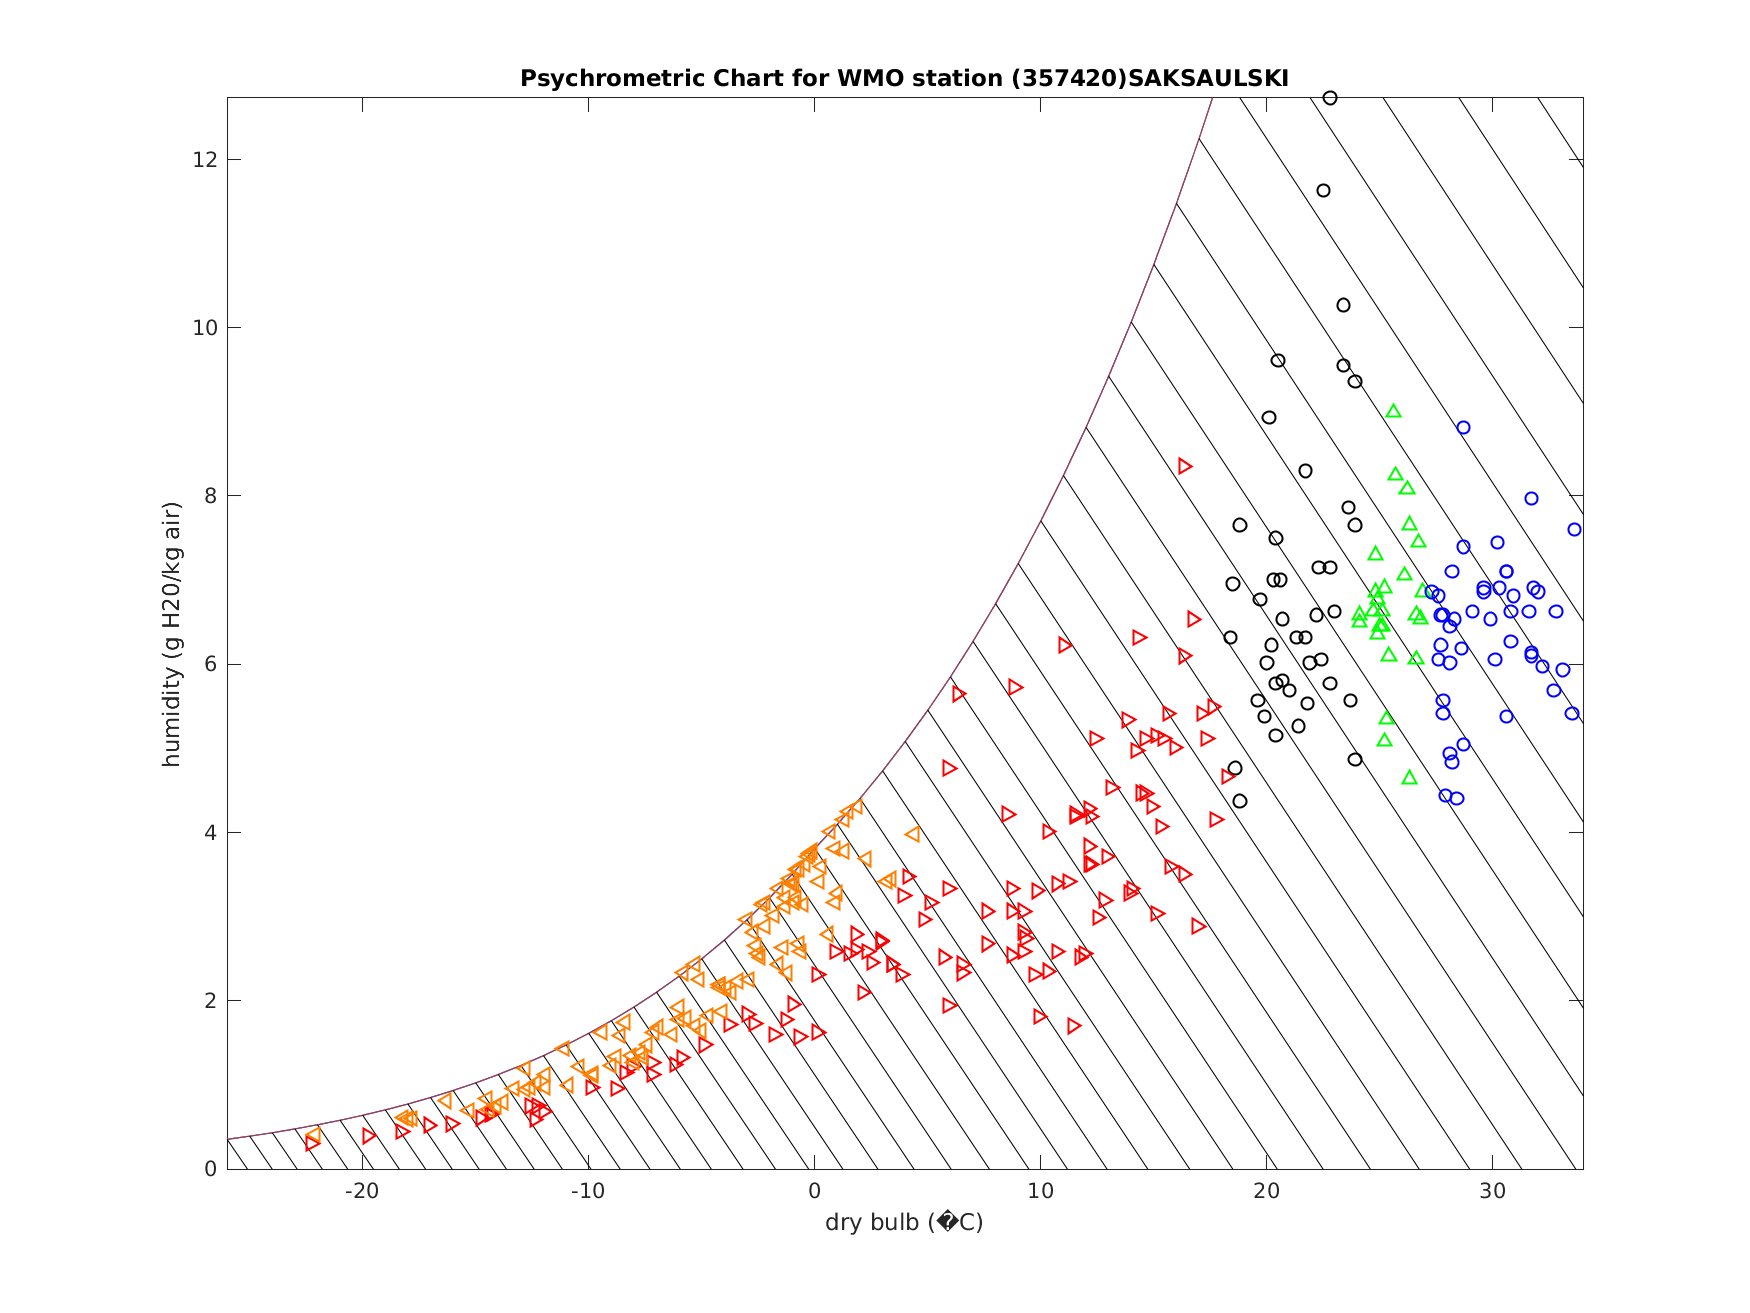 Psychrometric Chart for WMO station (357420)SAKSAULSKI
12
10
8
6
4
2
0
humidity (g H20/kg air)
-20 -10 0 10 20 30
dry bulb (�C)